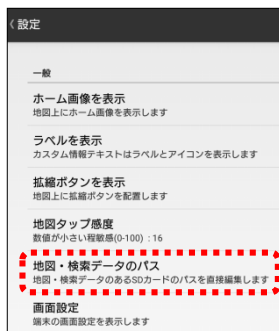 〈設定
一般
ホーム画像を表示
地図上にホーム画像を表示します
ラベルを表示
カスタム情報テキストはラベルとアイコンを表示します
拡縮ボタンを表示
地図上に拡縮ボタンを配置します
地図タップ感度
数値が小さい程敏感(0-100) : 16
地図・検索データのパス
地図・検索データのあるSDカードのパスを直接編集します
画面設定
端末の画面設定を表示します